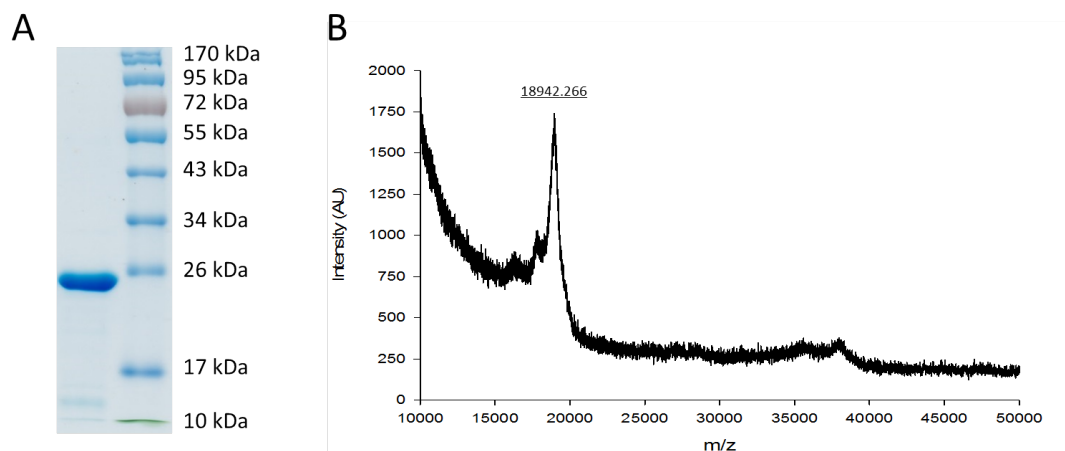 A
170 kDa
95 kDa
72 kDa
55 kDa
43 kDa
34 kDa
26 kDa
17 kDa
10 kDa
B
18942.266
2000
1750
1500
1250
1000
750
500
250
0
Intensity (AU)
10000 15000 20000 25000 30000 35000 40000 45000 50000
m/z